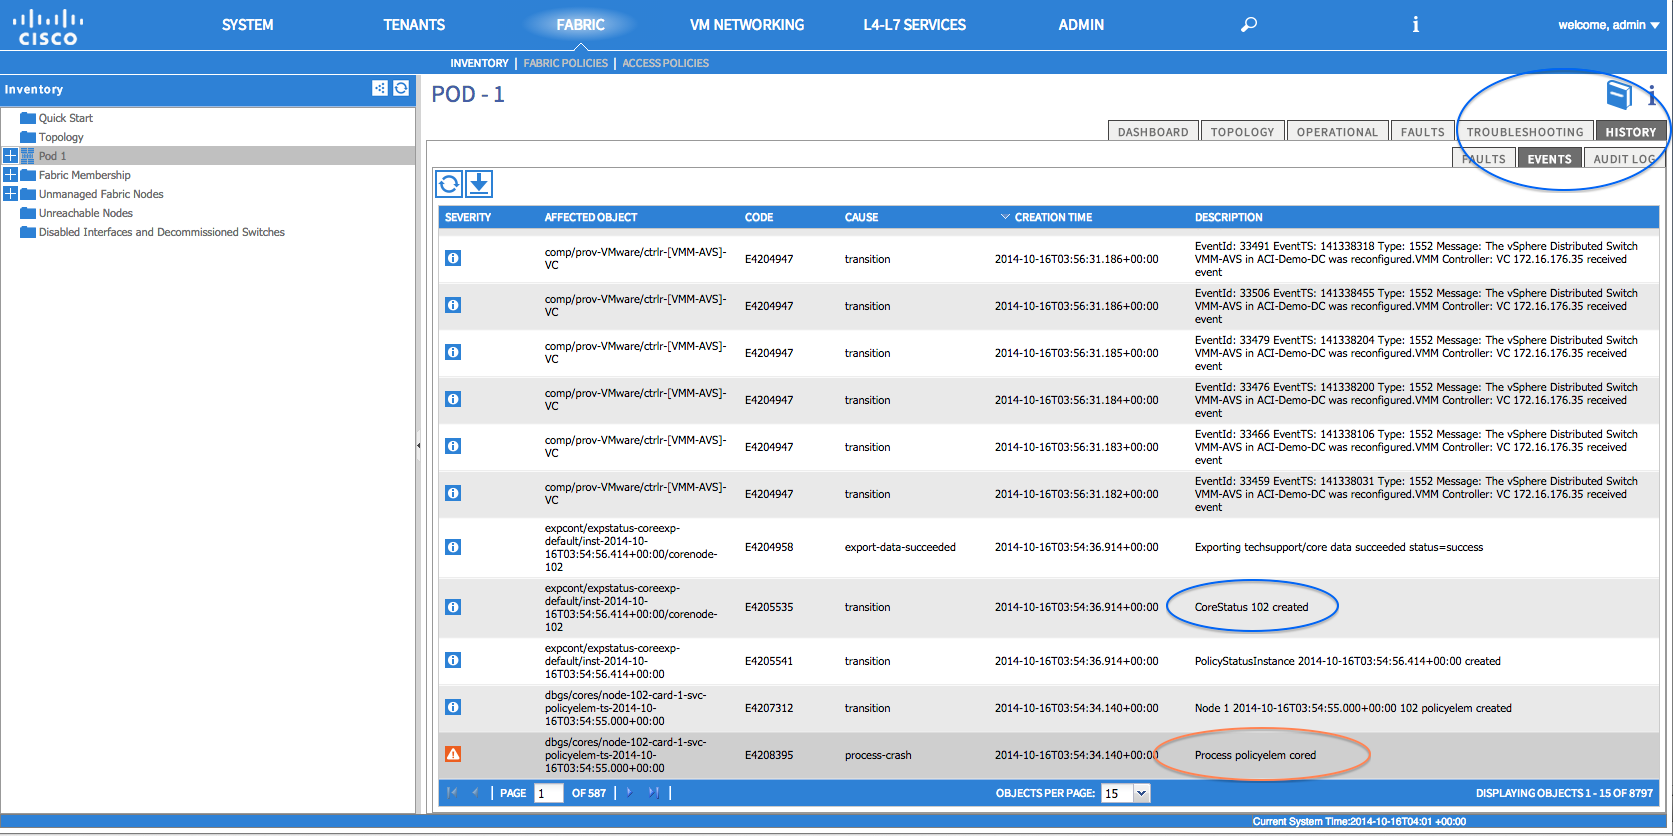 CISCO
SYSTEM TENANTS FABRIC VM NETWORKING L4-L7 SERVICES ADMIN i welcome, admin
INVENTORY | FABRIC POLICIES | ACCESS POLICIES
Inventory
Quick Start
Topology
Pod 1
Fabric Membership
Unmanaged Fabric Nodes
Unreachable Nodes
Disabled Interfaces and Decommissioned Switches
POD - 1
i
DASHBOARD TOPOLOGY OPERATIONAL FAULTS TROUBLESHOOTING HISTORY
FAULTS EVENTS AUDIT LOG
SEVERITY AFFECTED OBJECT CODE CAUSE CREATION TIME DESCRIPTION
comp/prov-VMware/ctrlr-[VMM-AVS]-
VC
E4204947 transition 2014-10-16T03:56:31.186+00:00
EventId: 33491 EventTS: 141338318 Type: 1552 Message: The vSphere Distributed Switch
VMM-AVS in ACI-Demo-DC was reconfigured.VMM Controller: VC 172.16.176.35 received
event
comp/prov-VMware/ctrlr-[VMM-AVS]-
VC
E4204947 transition 2014-10-16T03:56:31.186+00:00
EventId: 33506 EventTS: 141338455 Type: 1552 Message: The vSphere Distributed Switch
VMM-AVS in ACI-Demo-DC was reconfigured.VMM Controller: VC 172.16.176.35 received
event
comp/prov-VMware/ctrlr-[VMM-AVS]-
VC
E4204947 transition 2014-10-16T03:56:31.185+00:00
EventId: 33479 EventTS: 141338204 Type: 1552 Message: The vSphere Distributed Switch
VMM-AVS in ACI-Demo-DC was reconfigured.VMM Controller: VC 172.16.176.35 received
event
comp/prov-VMware/ctrlr-[VMM-AVS]-
VC
E4204947 transition 2014-10-16T03:56:31.184+00:00
EventId: 33476 EventTS: 141338200 Type: 1552 Message: The vSphere Distributed Switch
VMM-AVS in ACI-Demo-DC was reconfigured.VMM Controller: VC 172.16.176.35 received
event
comp/prov-VMware/ctrlr-[VMM-AVS]-
VC
E4204947 transition 2014-10-16T03:56:31.183+00:00
EventId: 33466 EventTS: 141338106 Type: 1552 Message: The vSphere Distributed Switch
VMM-AVS in ACI-Demo-DC was reconfigured.VMM Controller: VC 172.16.176.35 received
event
comp/prov-VMware/ctrlr-[VMM-AVS]-
VC
E4204947 transition 2014-10-16T03:56:31.182+00:00
EventId: 33459 EventTS: 141338031 Type: 1552 Message: The vSphere Distributed Switch
VMM-AVS in ACI-Demo-DC was reconfigured.VMM Controller: VC 172.16.176.35 received
event
expcont/expstatus-coreexp-
default/inst-2014-10-
16T03:54:56.414+00:00/corenode-
102
E4204958 export-data-succeeded 2014-10-16T03:54:36.914+00:00 Exporting techsupport/core data succeeded status=success
expcont/expstatus-coreexp-
default/inst-2014-10-
16T03:54:56.414+00:00/corenode-
102
E4205535 transition 2014-10-16T03:54:36.914+00:00 CoreStatus 102 created
expcont/expstatus-coreexp-
default/inst-2014-10-
16T03:54:56.414+00:00
E4205541 transition 2014-10-16T03:54:36.914+00:00 PolicyStatusInstance 2014-10-16T03:54:56.414+00:00 created
dbgs/cores/node-102-card-1-svc-
policyelem-ts-2014-10-
16T03:54:55.000+00:00
E4207312 transition 2014-10-16T03:54:34.140+00:00 Node 1 2014-10-16T03:54:55.000+00:00 102 policyelem created
dbgs/cores/node-102-card-1-svc-
policyelem-ts-2014-10-
16T03:54:55.000+00:00
E4208395 process-crash 2014-10-16T03:54:34.140+00:00 Process policyelem cored
PAGE 1 OF 587 OBJECTS PER PAGE: 15 DISPLAYING OBJECTS 1 - 15 OF 8797
Current System Time:2014-10-16T04:01 +00:00